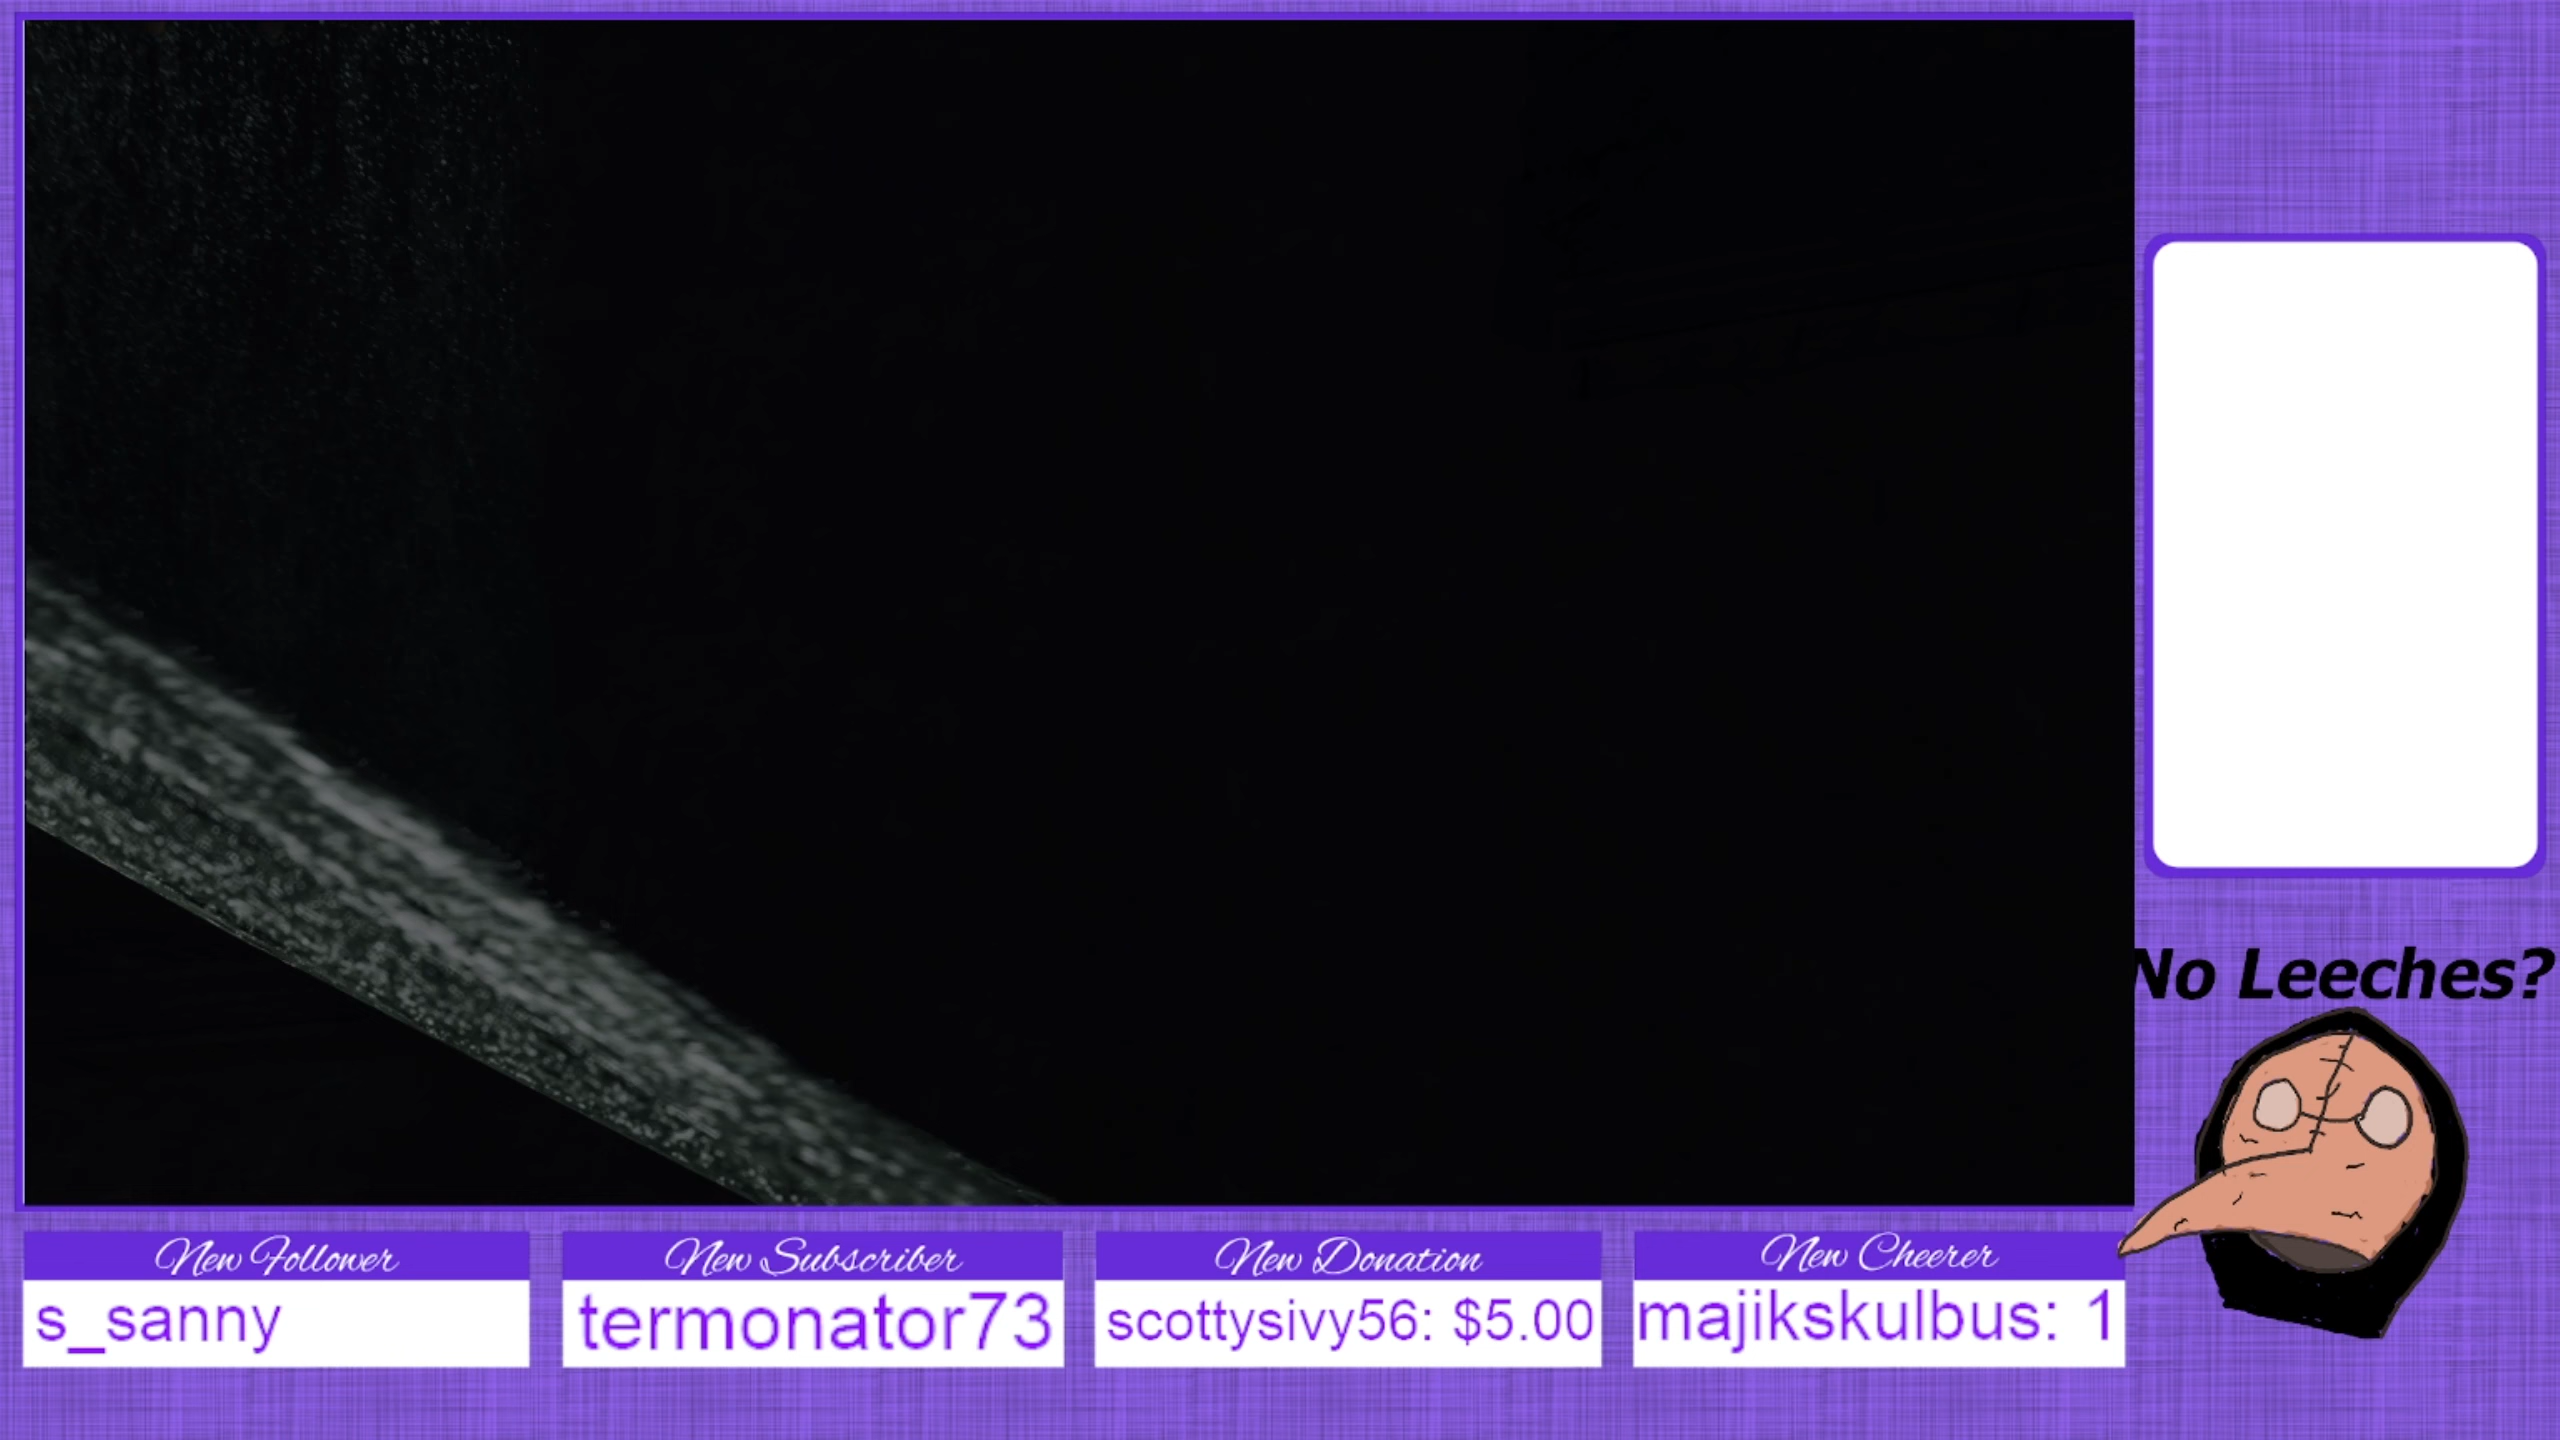 No Leeches?
New Follower
s_sanny
New Subscriber
termonator73
New Donation
scottysivy56: $5.00
New Cheerer
majikskulbus: 1